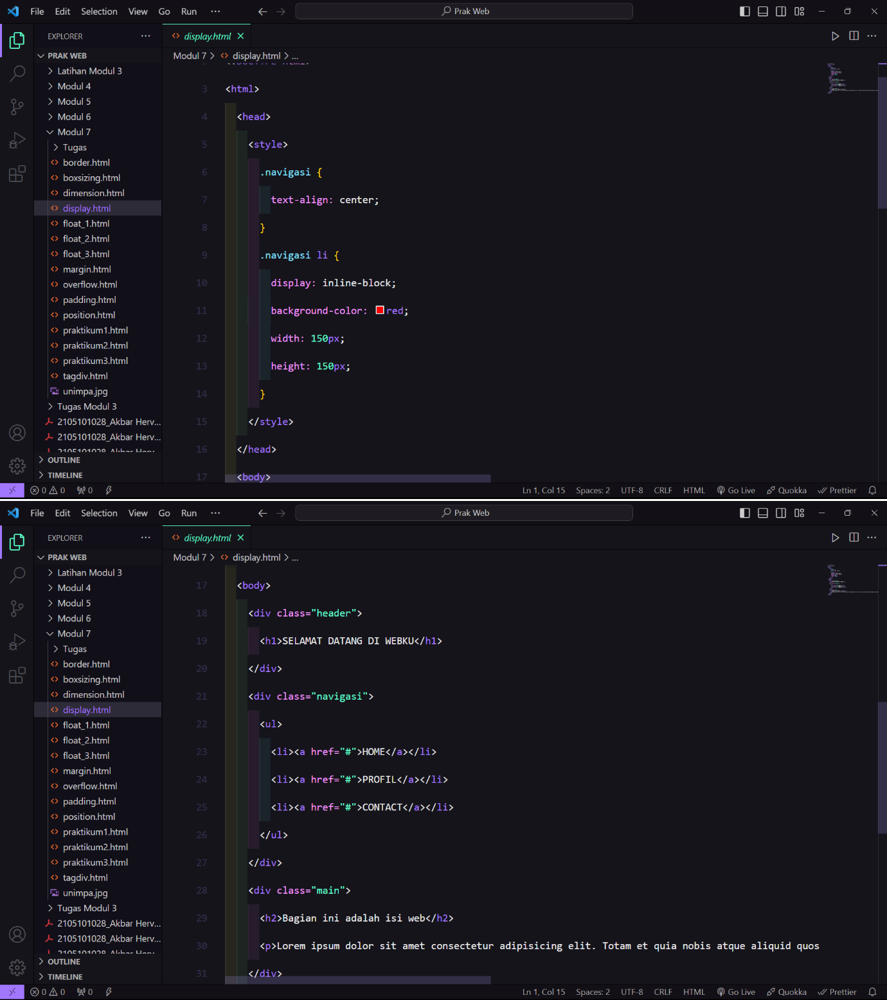 File Edit Selection View Go Run ··· Prak Web
EXPLORER ···
display.html
PRAK WEB
Modul 7 > display.html > ...
Latihan Modul 3
Modul 4
Modul 5
Modul 6
Modul 7
Tugas
border.html
boxsizing.html
dimension.html
display.html
float_1.html
float_2.html
float_3.html
margin.html
overflow.html
padding.html
position.html
praktikum1.html
praktikum2.html
praktikum3.html
tagdiv.html
unimpa.jpg
Tugas Modul 3
2105101028_Akbar Herv...
2105101028_Akbar Herv...
2105101028_Akbar Herv...
OUTLINE
TIMELINE
2 <!DOCTYPE html>
3 <html>
4 <head>
5 <style>
6 .navigasi {
7 text-align: center;
8 }
9 .navigasi li {
10 display: inline-block;
11 background-color: red;
12 width: 150px;
13 height: 150px;
14 }
15 </style>
16 </head>
17 <body>
0 0 0 Ln 1, Col 15 Spaces: 2 UTF-8 CRLF HTML Go Live Quokka Prettier
File Edit Selection View Go Run ··· Prak Web
EXPLORER ···
display.html
PRAK WEB
Modul 7 > display.html > ...
Latihan Modul 3
Modul 4
Modul 5
Modul 6
Modul 7
Tugas
border.html
boxsizing.html
dimension.html
display.html
float_1.html
float_2.html
float_3.html
margin.html
overflow.html
padding.html
position.html
praktikum1.html
praktikum2.html
praktikum3.html
tagdiv.html
unimpa.jpg
Tugas Modul 3
2105101028_Akbar Herv...
2105101028_Akbar Herv...
2105101028_Akbar Herv...
OUTLINE
TIMELINE
17 <body>
18 <div class="header">
19 <h1>SELAMAT DATANG DI WEBKU</h1>
20 </div>
21 <div class="navigasi">
22 <ul>
23 <li><a href="#">HOME</a></li>
24 <li><a href="#">PROFIL</a></li>
25 <li><a href="#">CONTACT</a></li>
26 </ul>
27 </div>
28 <div class="main">
29 <h2>Bagian ini adalah isi web</h2>
30 <p>Lorem ipsum dolor sit amet consectetur adipisicing elit. Totam et quia nobis atque aliquid quos
31 </div>
0 0 0 Ln 1, Col 15 Spaces: 2 UTF-8 CRLF HTML Go Live Quokka Prettier